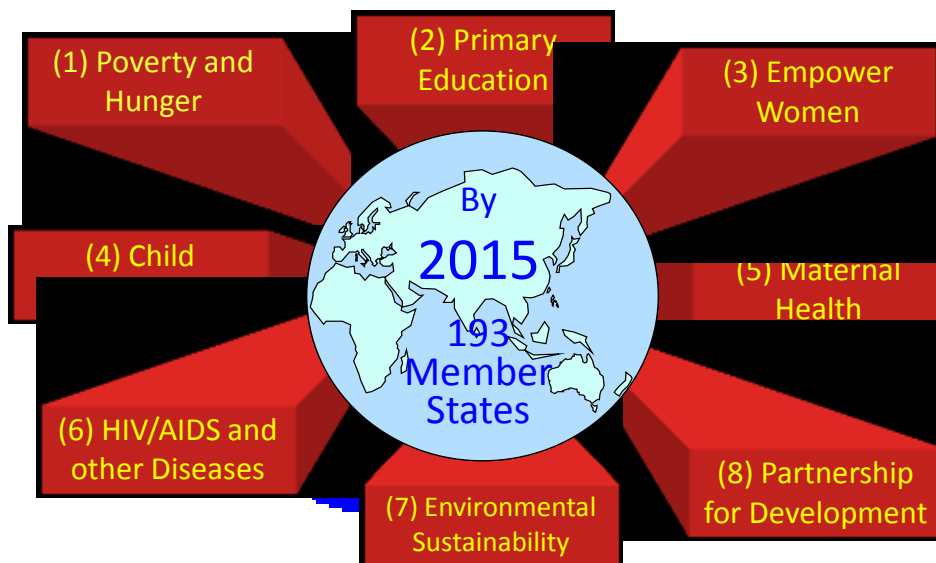 (1) Poverty and
Hunger
(2) Primary
Education
(3) Empower
Women
(4) Child
(5) Maternal
Health
(6) HIV/AIDS and
other Diseases
(7) Environmental
Sustainability
(8) Partnership
for Development
By
2015
193
Member
States